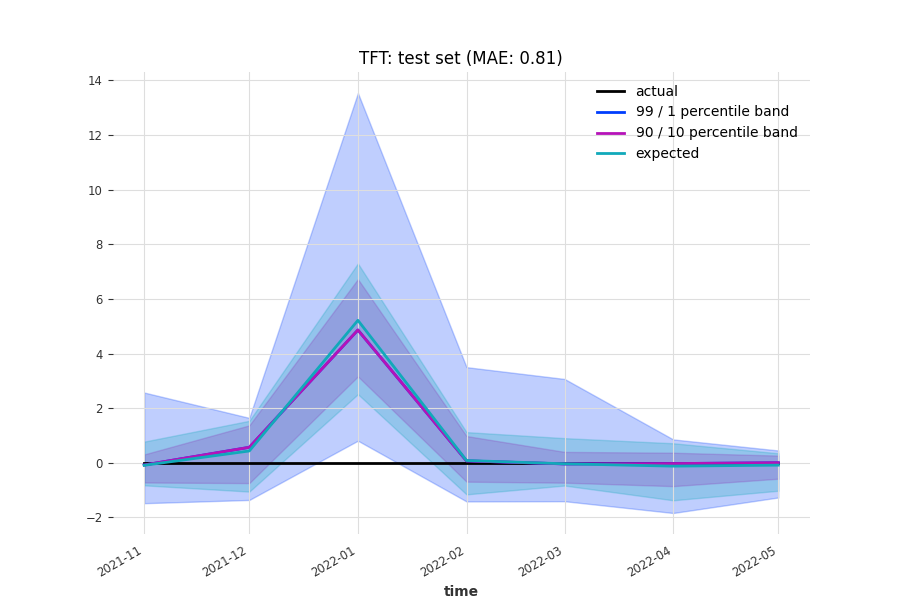 TFT: test set (MAE: 0.81)
14
12
10
8
6
4
2
0
−2
actual
99 / 1 percentile band
90 / 10 percentile band
expected
2021-11
2021-12
2022-01
2022-02
2022-03
2022-04
2022-05
time